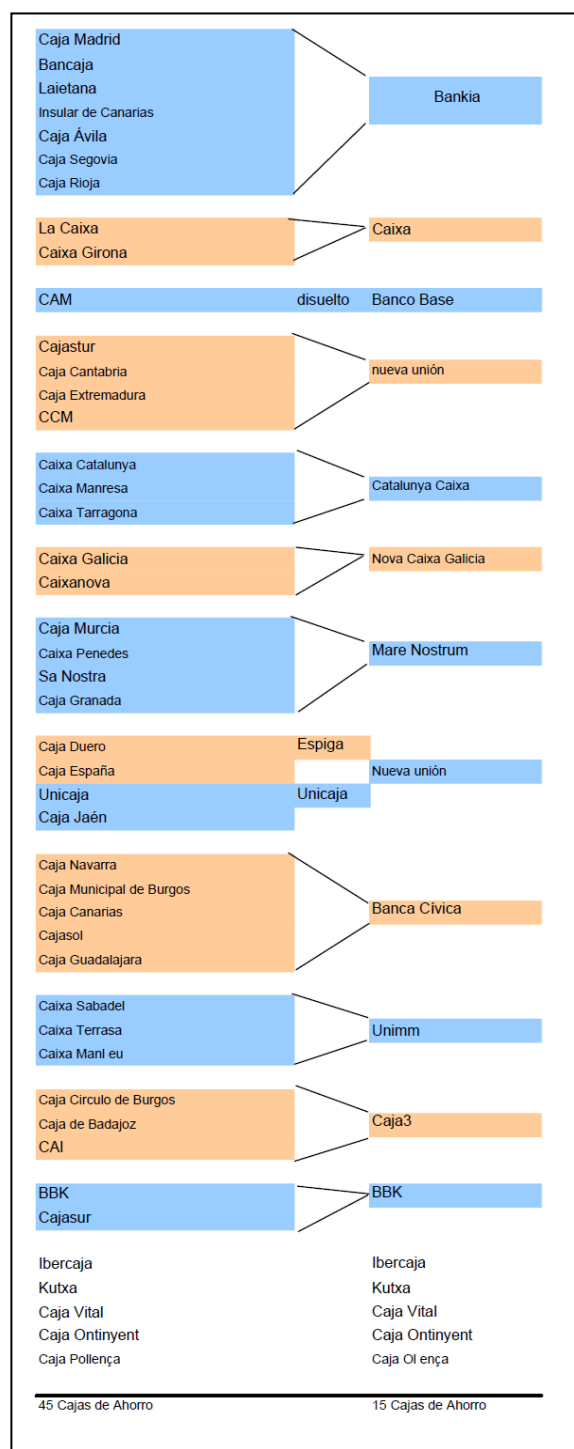 Caja Madrid
Bancaja
Laietana
Bankia
Insular de Canarias
Caja Ávila
Caja Segovia
Caja Rioja
La Caixa
Caixa
Caixa Girona
CAM disuelto Banco Base
Cajastur
Caja Cantabria
nueva unión
Caja Extremadura
CCM
Caixa Catalunya
Caixa Manresa
Catalunya Caixa
Caixa Tarragona
Caixa Galicia
Nova Caixa Galicia
Caixanova
Caja Murcia
Caixa Penedes
Mare Nostrum
Sa Nostra
Caja Granada
Caja Duero Espiga
Caja España
Nueva unión
Unicaja Unicaja
Caja Jaén
Caja Navarra
Caja Municipal de Burgos
Caja Canarias
Banca Cívica
Cajasol
Caja Guadalajara
Caixa Sabadel
Caixa Terrasa
Unimm
Caixa Manl eu
Caja Circulo de Burgos
Caja de Badajoz
Caja3
CAI
BBK BBK
Cajasur
Ibercaja Ibercaja
Kutxa Kutxa
Caja Vital Caja Vital
Caja Ontinyent Caja Ontinyent
Caja Pollença Caja Ol ença
45 Cajas de Ahorro 15 Cajas de Ahorro